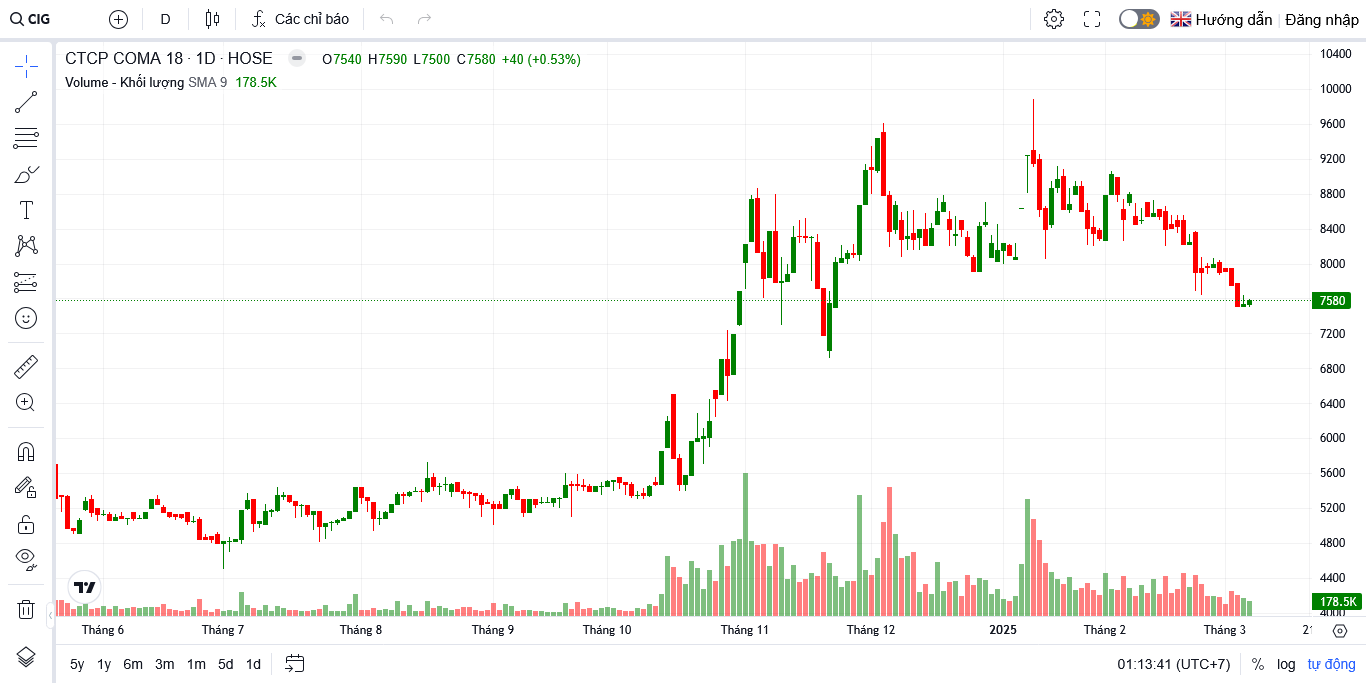 CIG D Các chỉ báo Hướng dẫn Đăng nhập
CTCP COMA 18 · 1D · HOSE O7540 H7590 L7500 C7580 +40 (+0.53%)
Volume - Khối lượng SMA 9 178.5K
10400
10000
9600
9200
8800
8400
8000
7580
7200
6800
6400
6000
5600
5200
4800
4400
178.5K
4000
Tháng 6 Tháng 7 Tháng 8 Tháng 9 Tháng 10 Tháng 11 Tháng 12 2025 Tháng 2 Tháng 3 21
5y 1y 6m 3m 1m 5d 1d 01:13:41 (UTC+7) % log tự động